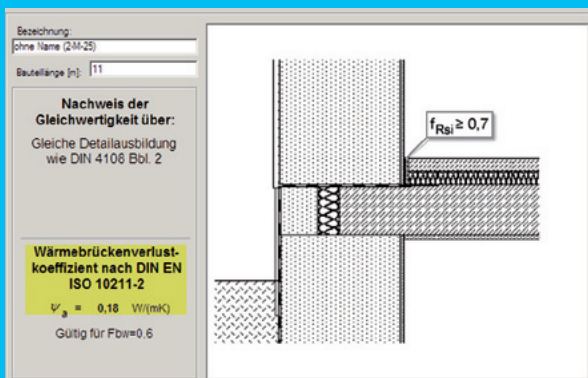 Bezeichnung:
ohne Name (2-M-25)
Bauteillänge [m]: 11
Nachweis der
Gleichwertigkeit über:
Gleiche Detailausbildung
wie DIN 4108 Bbl. 2
Wärmebrückenverlust-
koeffizient nach DIN EN
ISO 10211-2
Ψa = 0,18 W/(mK)
Gültig für Fbw=0.6
fRsi ≥ 0,7